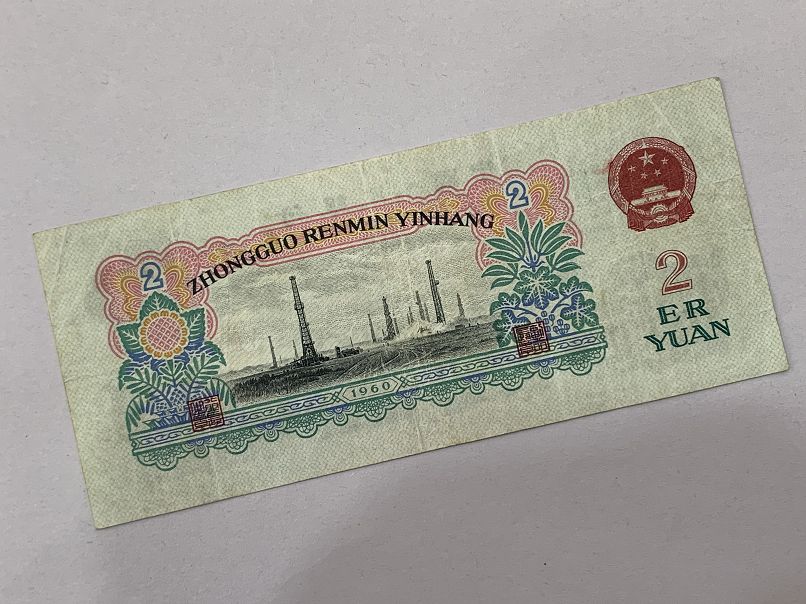 2
ZHONGGUO RENMIN YINHANG
2
1960
2
ER
YUAN